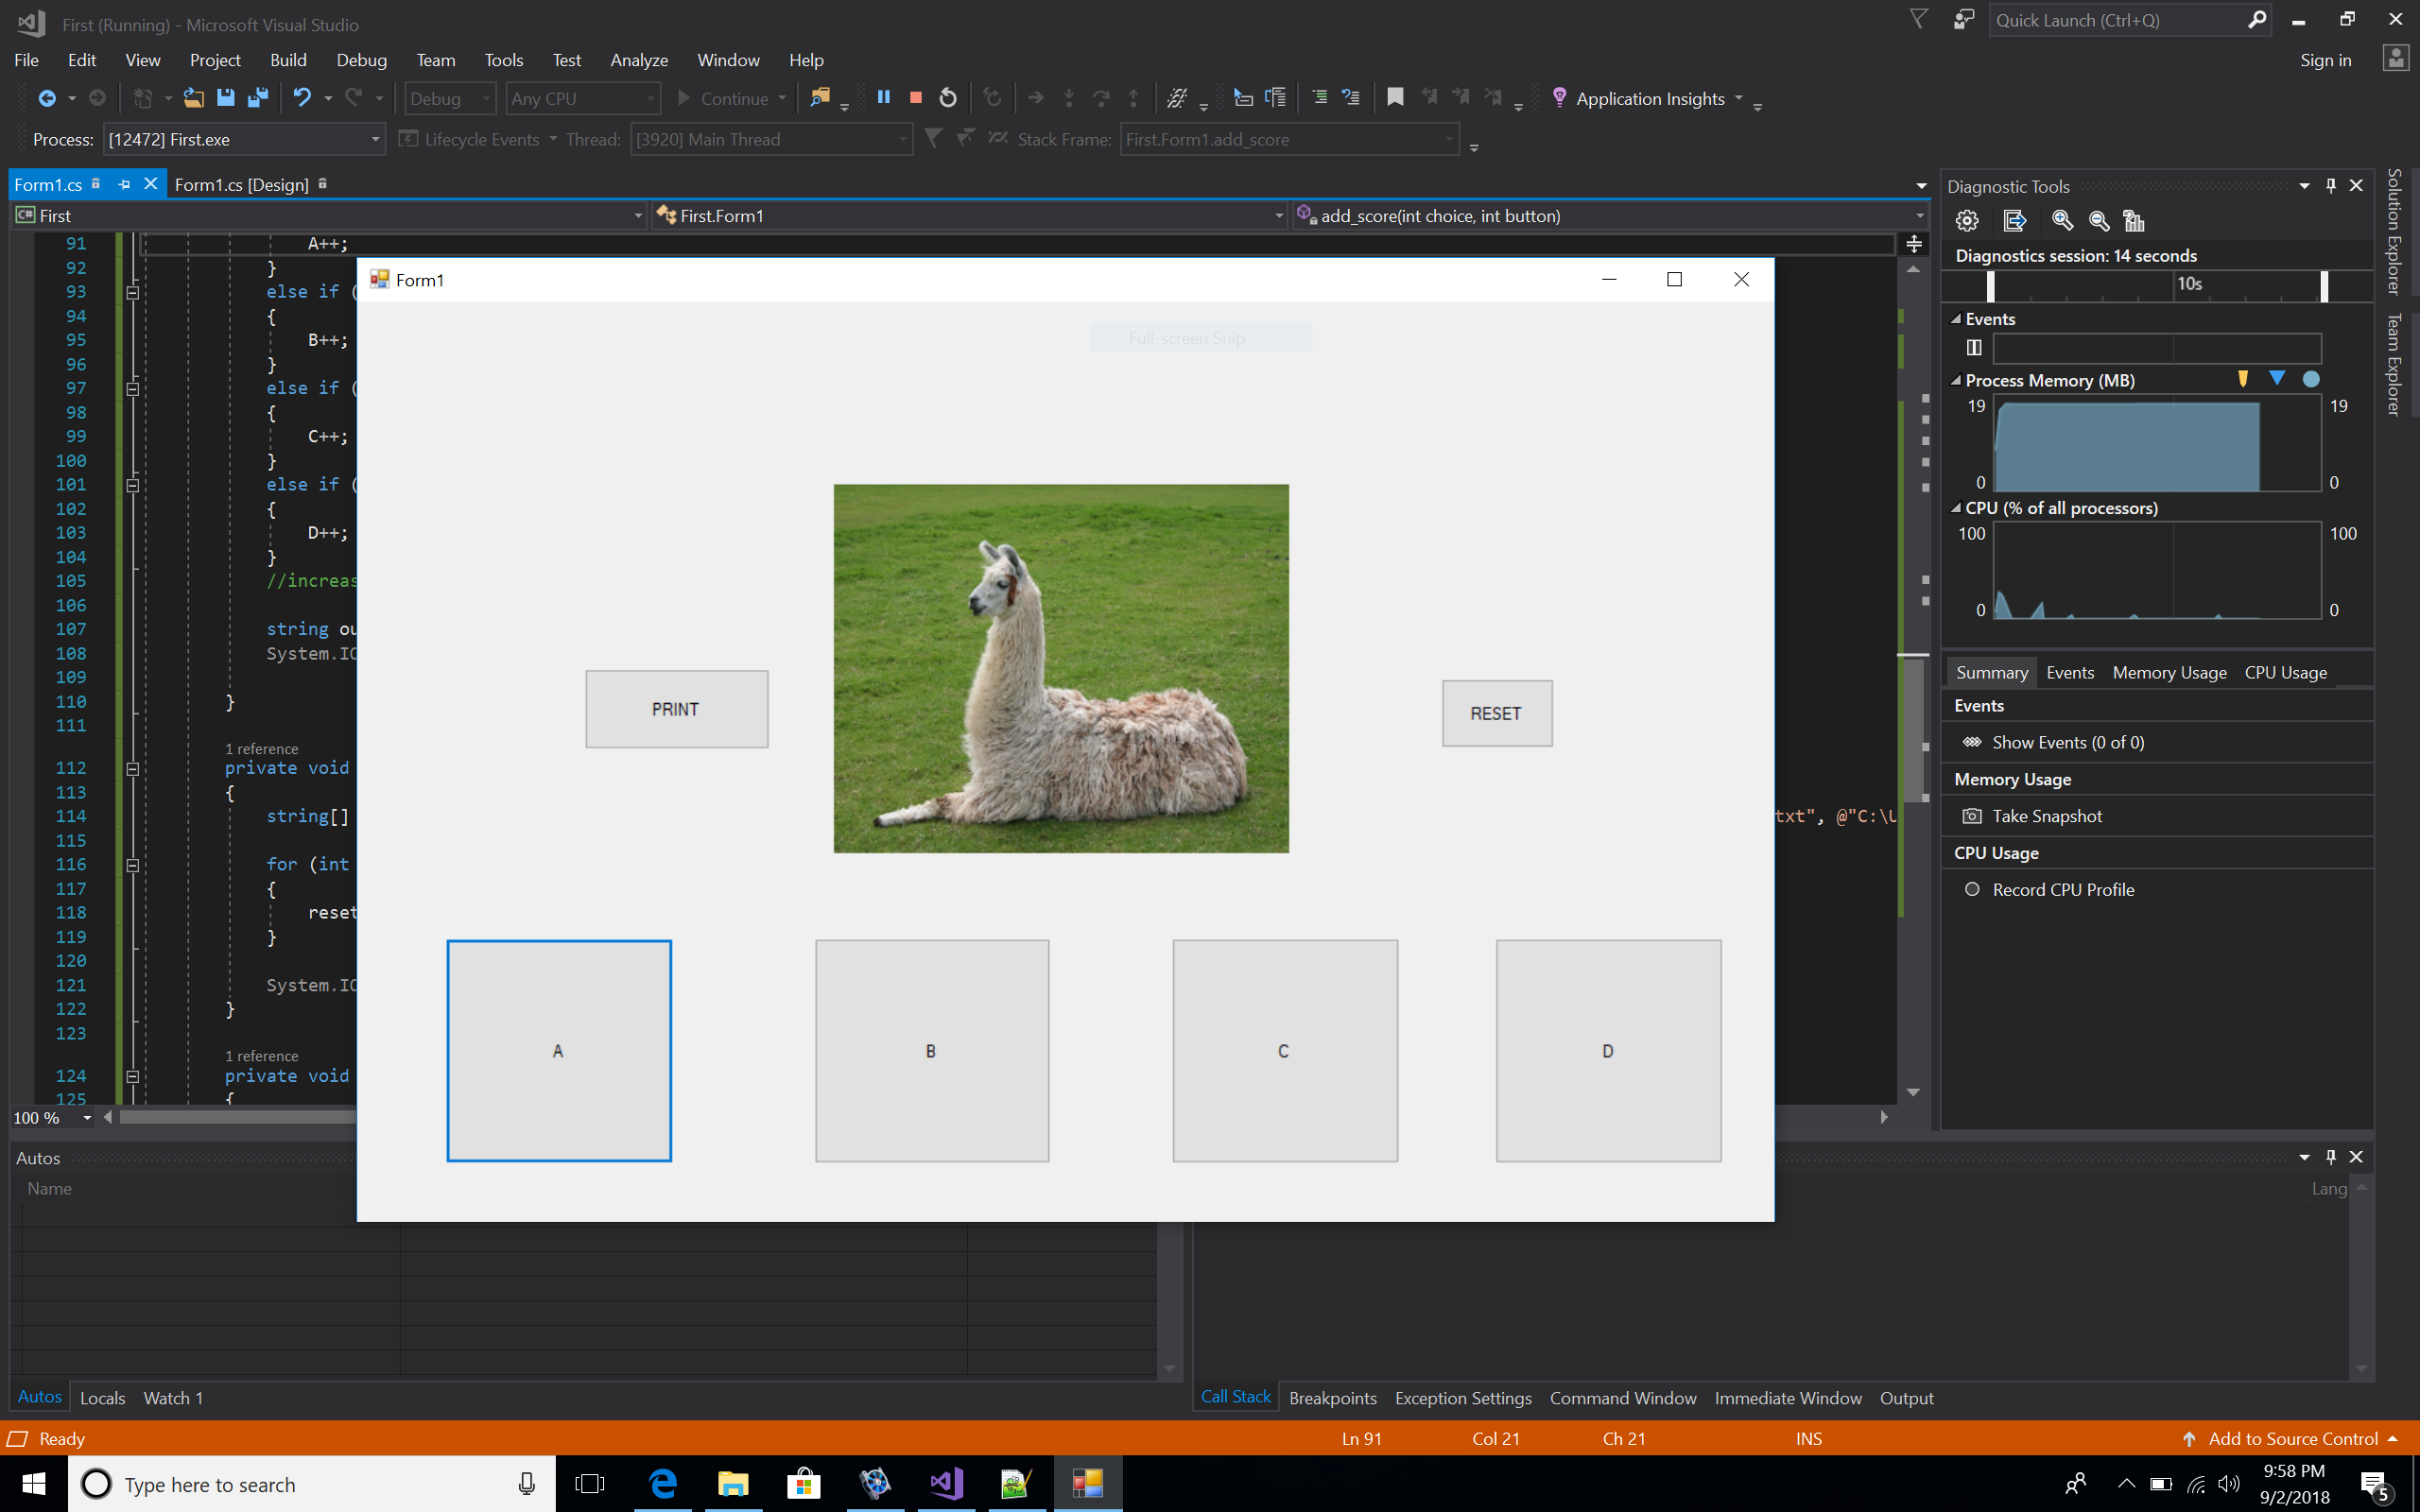 First (Running) - Microsoft Visual Studio
Quick Launch (Ctrl+Q)
File Edit View Project Build Debug Team Tools Test Analyze Window Help
Sign in
Debug Any CPU Continue Application Insights
Process: [12472] First.exe Lifecycle Events Thread: [3920] Main Thread Stack Frame: First.Form1.add_score
Form1.cs Form1.cs [Design]
C# First First.Form1 add_score(int choice, int button)
91 A++;
92 }
93 else if (
94 {
95 B++;
96 }
97 else if (
98 {
99 C++;
100 }
101 else if (
102 {
103 D++;
104 }
105 //increas
106
107 string ou
108 System.IO
109
110 }
111
1 reference
112 private void
113 {
114 string[]
txt", @"C:\U
115
116 for (int
117 {
118 reset
119 }
120
121 System.IO
122 }
123
1 reference
124 private void
125 {
100 %
Form1
Full-screen Snip
PRINT
RESET
A B C D
Diagnostic Tools
Diagnostics session: 14 seconds
10s
Events
Process Memory (MB)
19 19
0 0
CPU (% of all processors)
100 100
0 0
Summary Events Memory Usage CPU Usage
Events
Show Events (0 of 0)
Memory Usage
Take Snapshot
CPU Usage
Record CPU Profile
Solution Explorer
Team Explorer
Autos
Name
Lang
Autos Locals Watch 1
Call Stack Breakpoints Exception Settings Command Window Immediate Window Output
Ready
Ln 91 Col 21 Ch 21 INS
Add to Source Control
Type here to search
9:58 PM
9/2/2018
5